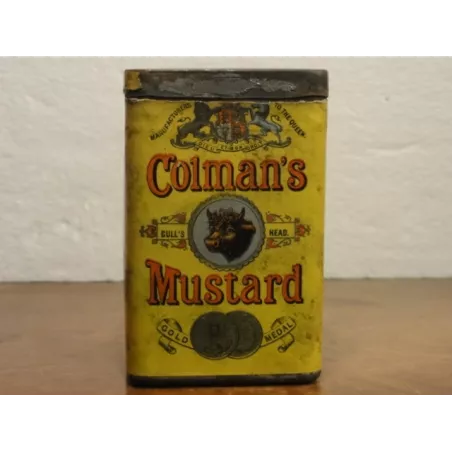 MANUFACTURERS TO THE QUEEN
Colman's
BULL'S HEAD.
Mustard
GOLD MEDAL